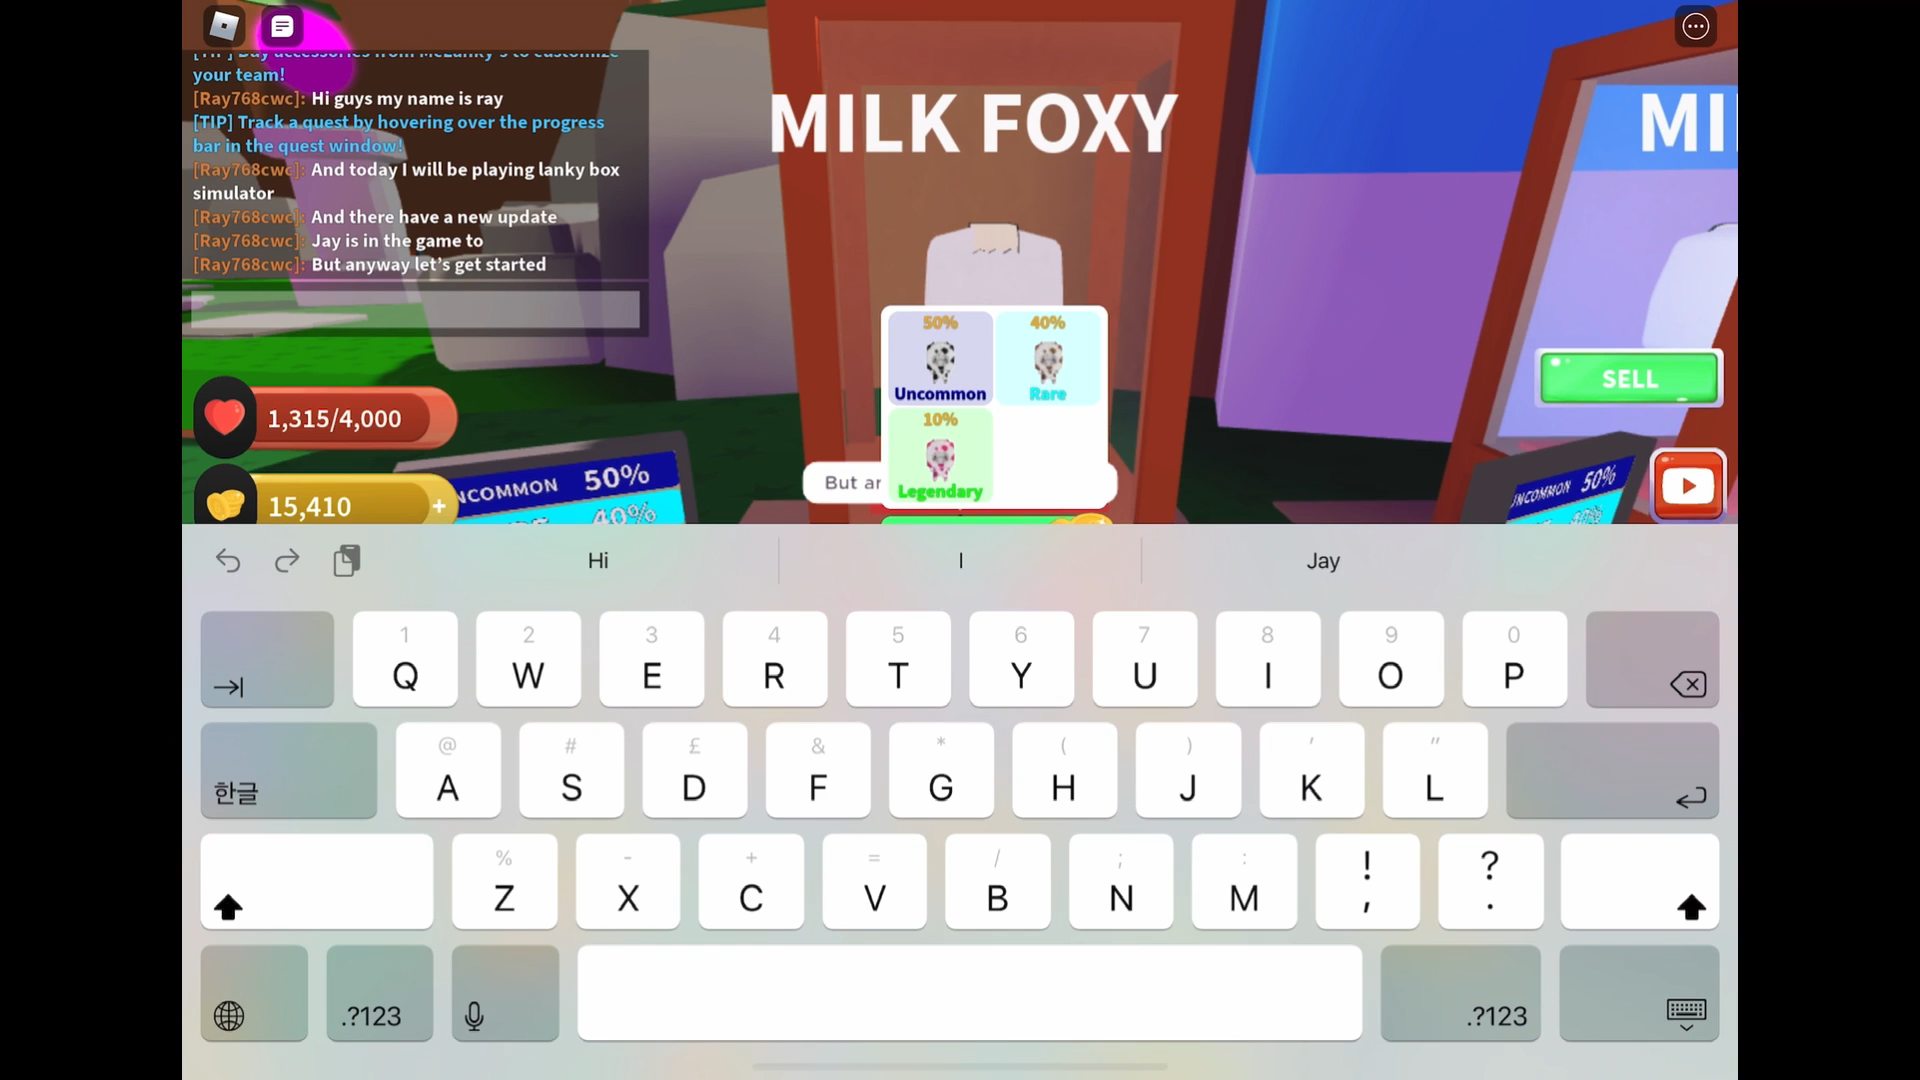 your team!
[Ray768cwc]: Hi guys my name is ray
[TIP] Track a quest by hovering over the progress
bar in the quest window!
[Ray768cwc]: And today I will be playing lanky box
simulator
[Ray768cwc]: And there have a new update
[Ray768cwc]: Jay is in the game to
[Ray768cwc]: But anyway let's get started
MILK FOXY
MI
50% 40%
Uncommon Rare
10%
Legendary
SELL
1,315/4,000
15,410 +
NCOMMON 50%
40%
But ar
UNCOMMON 50%
Hi I Jay
1 2 3 4 5 6 7 8 9 0
Q W E R T Y U I O P
@ # £ & * ( ) ' "
한글 A S D F G H J K L
% - + = / ; : ! ?
Z X C V B N M , .
.?123 .?123